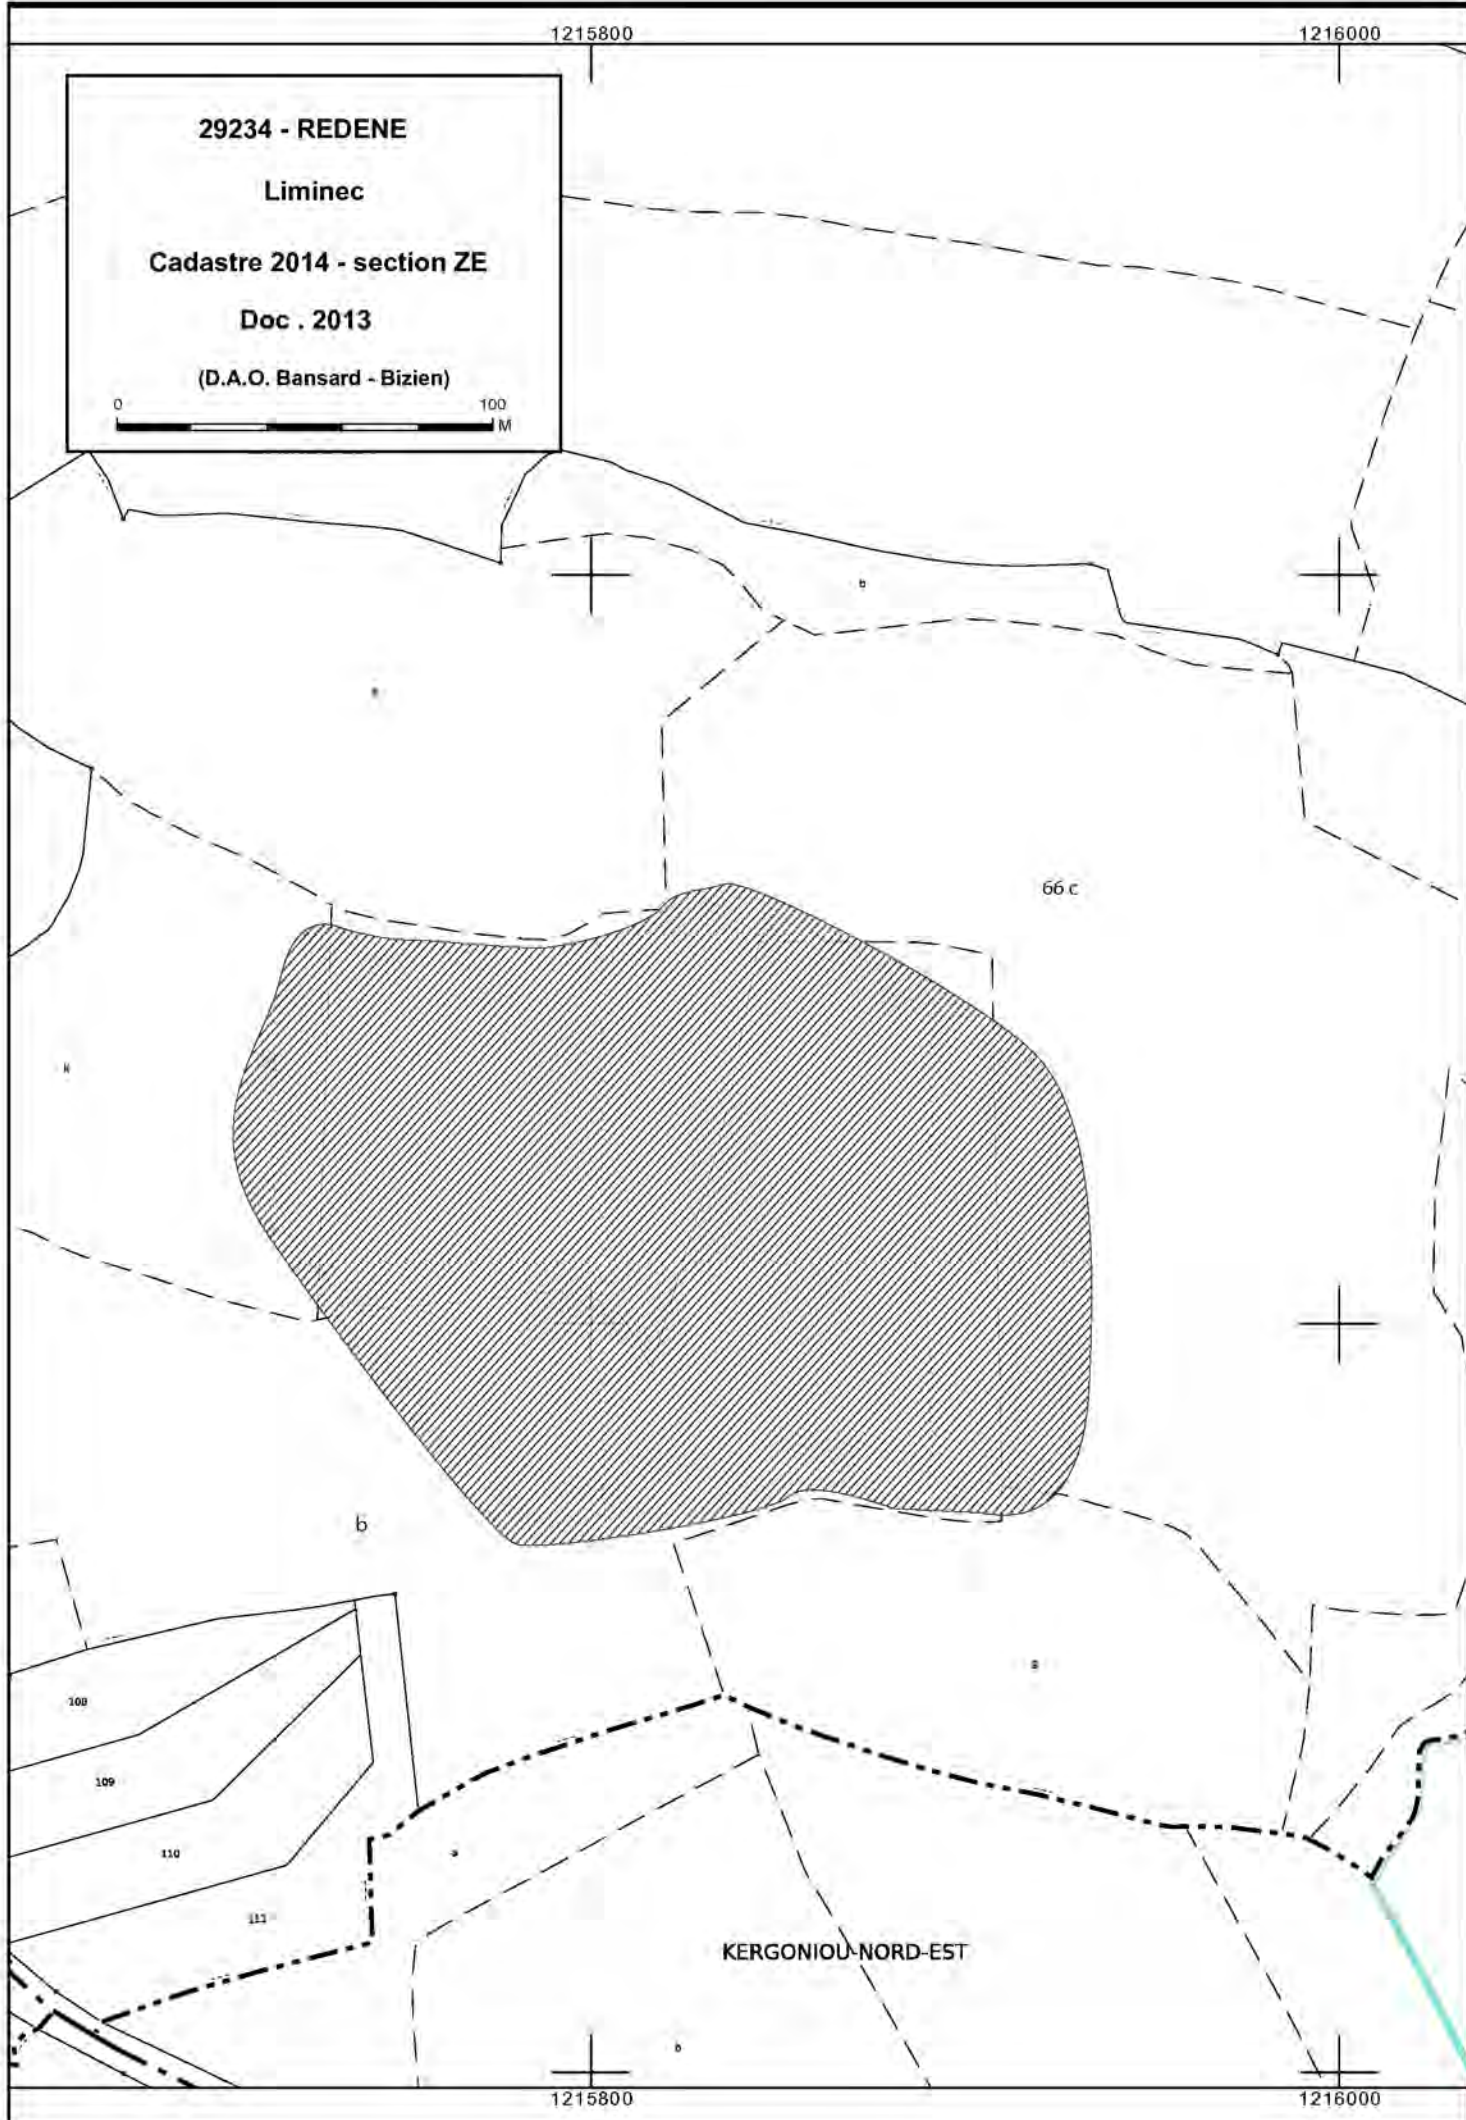 1215800
1216000
29234 - REDENE
Liminec
Cadastre 2014 - section ZE
Doc . 2013
(D.A.O. Bansard - Bizien)
0
100
M
b
66 c
b
108
109
110
111
a
KERGONIOU-NORD-EST
b
1215800
1216000